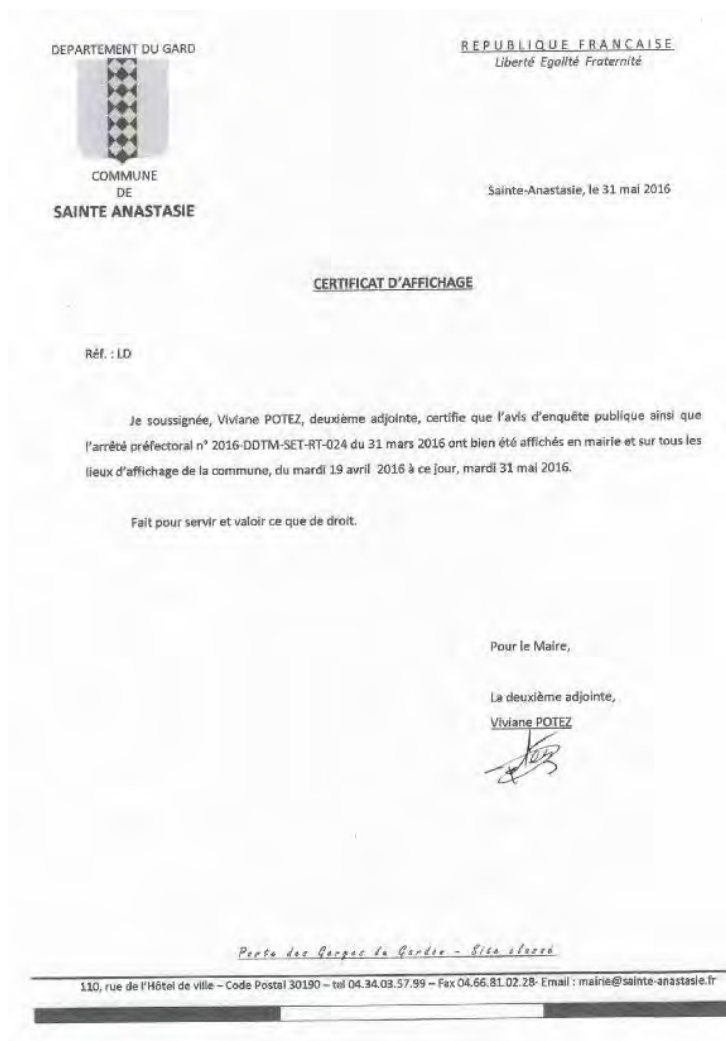 DEPARTEMENT DU GARD
COMMUNE
DE
SAINTE ANASTASIE
REPUBLIQUE FRANCAISE
Liberté Egalité Fraternité
Sainte-Anastasie, le 31 mai 2016
CERTIFICAT D'AFFICHAGE
Réf. : LD
Je soussignée, Viviane POTEZ, deuxième adjointe, certifie que l'avis d'enquête publique ainsi que
l'arrêté préfectoral n° 2016-DDTM-SET-RT-024 du 31 mars 2016 ont bien été affichés en mairie et sur tous les
lieux d'affichage de la commune, du mardi 19 avril 2016 à ce jour, mardi 31 mai 2016.
Fait pour servir et valoir ce que de droit.
Pour le Maire,
La deuxième adjointe,
Viviane POTEZ
Porte des Gorges du Gardon - Site classé
110, rue de l'Hôtel de ville – Code Postal 30190 – tel 04.34.03.57.99 – Fax 04.66.81.02.28- Email : mairie@sainte-anastasie.fr